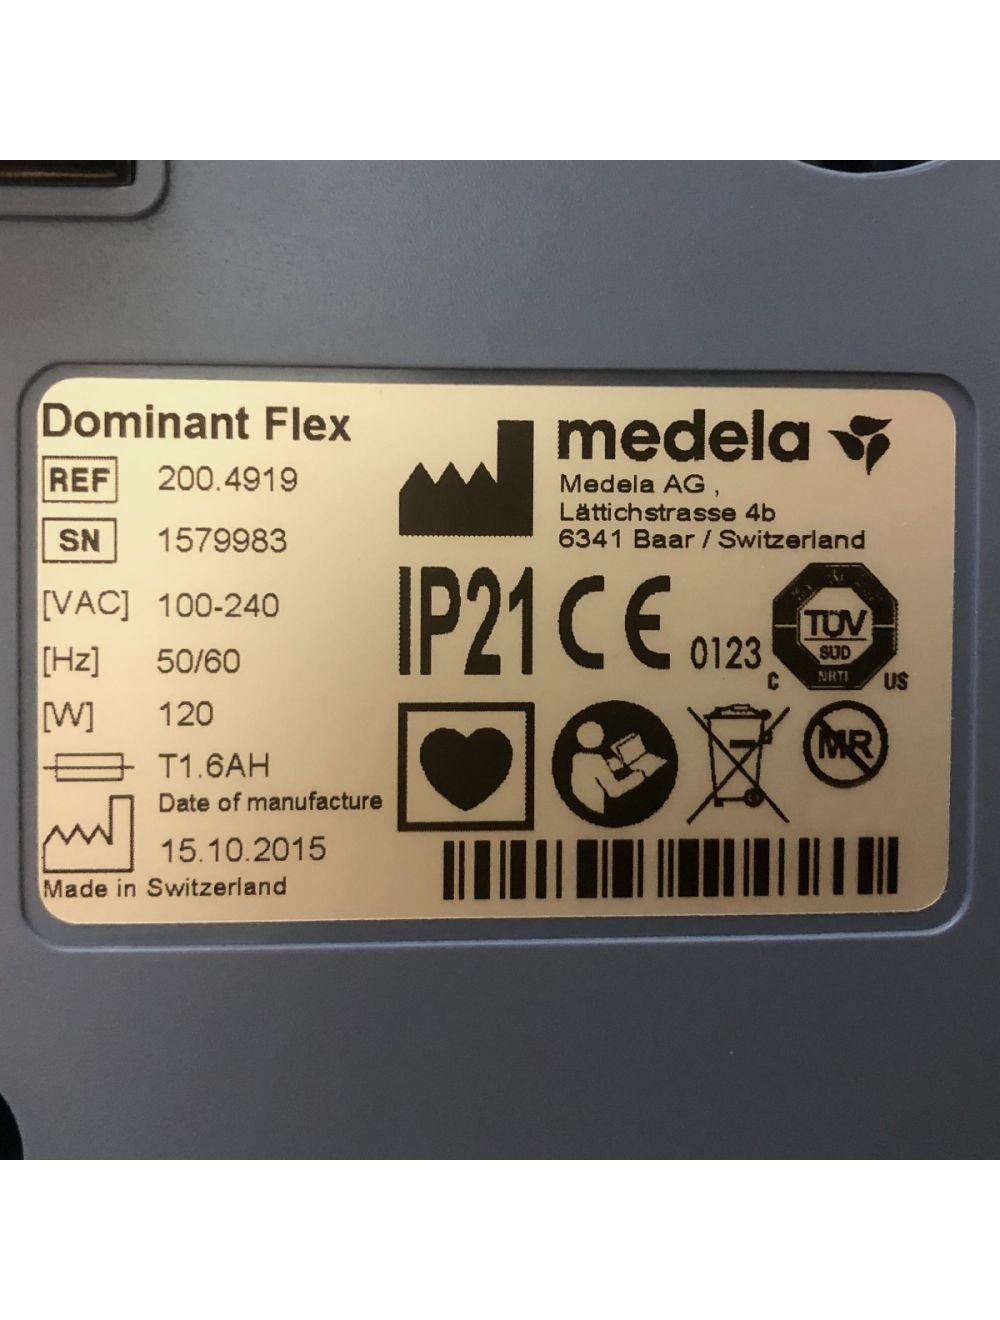 Dominant Flex
REF 200.4919
SN 1579983
[VAC] 100-240
[Hz] 50/60
[W] 120
T1.6AH
Date of manufacture
15.10.2015
Made in Switzerland
medela
Medela AG ,
Lättichstrasse 4b
6341 Baar / Switzerland
IP21 CE 0123
TÜV
SÜD
NRTL
C US
MR